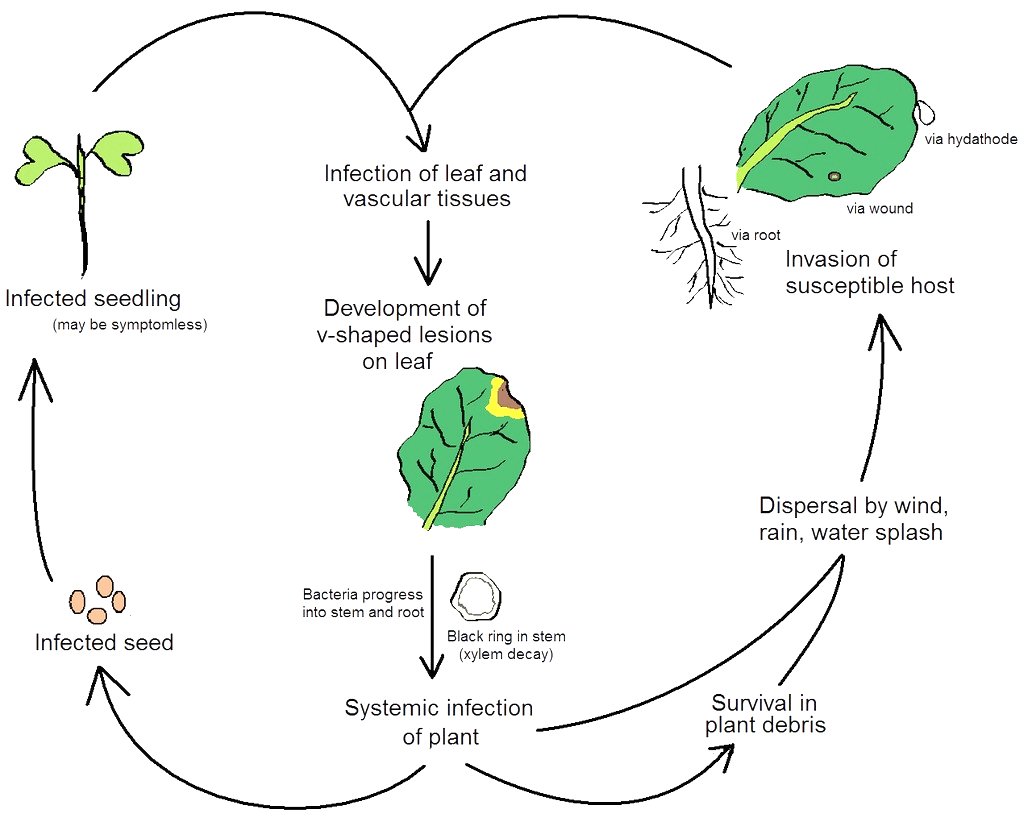 Infection of leaf and
vascular tissues
via hydathode
via wound
via root
Invasion of
susceptible host
Infected seedling
(may be symptomless)
Development of
v-shaped lesions
on leaf
Dispersal by wind,
rain, water splash
Bacteria progress
into stem and root
Black ring in stem
(xylem decay)
Infected seed
Systemic infection
of plant
Survival in
plant debris